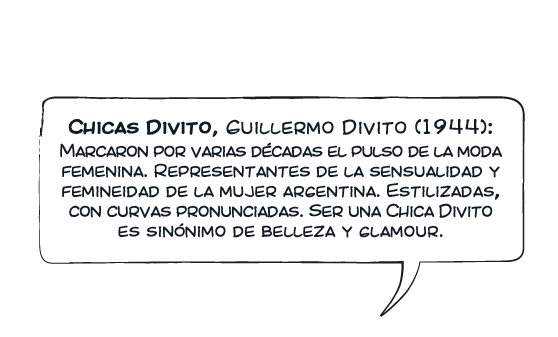 Chicas Divito, Guillermo Divito (1944):
Marcaron por varias décadas el pulso de la moda
femenina. Representantes de la sensualidad y
femineidad de la mujer argentina. Estilizadas,
con curvas pronunciadas. Ser una Chica Divito
es sinónimo de belleza y glamour.